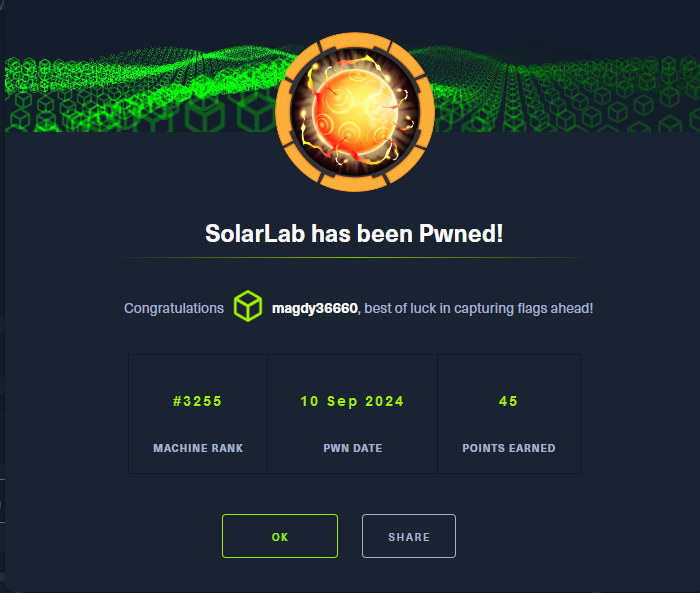 SolarLab has been Pwned!
Congratulations magdy36660, best of luck in capturing flags ahead!
#3255 10 Sep 2024 45
MACHINE RANK PWN DATE POINTS EARNED
OK SHARE